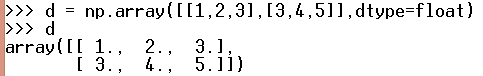 >>> d = np.array([[1,2,3],[3,4,5]],dtype=float)
>>> d
array([[ 1.,  2.,  3.],
       [ 3.,  4.,  5.]])